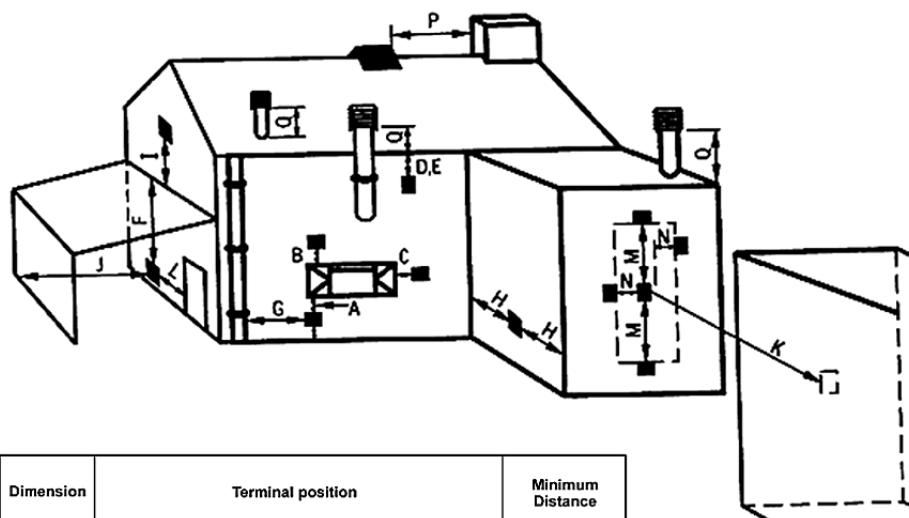 P
Q
Q
D,E
Q
I
F
B
C
M
N
J
L
N
G
A
H
H
M
K
Dimension
Terminal position
Minimum
Distance